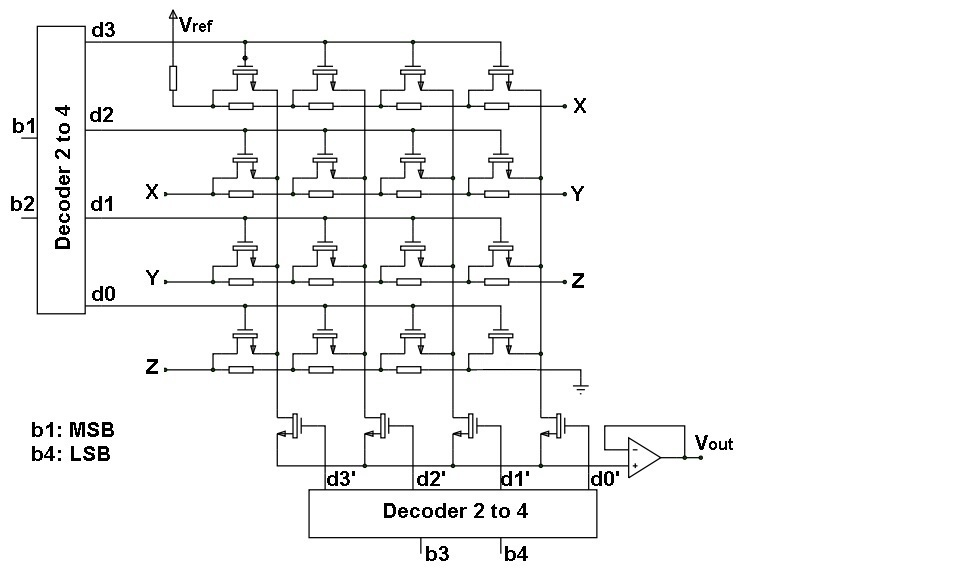 d3
Vref
X
b1
d2
X
Y
b2
Decoder 2 to 4
d1
Y
Z
d0
Z
b1: MSB
b4: LSB
Vout
-
+
d3'
d2'
d1'
d0'
Decoder 2 to 4
b3
b4